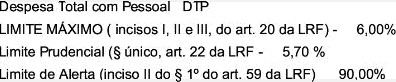 Despesa Total com Pessoal DTP
LIMITE MÁXIMO ( incisos I, II e III, do art. 20 da LRF) - 6,00%
Limite Prudencial (§ único, art. 22 da LRF - 5,70 %
Limite de Alerta (inciso II do § 1º do art. 59 da LRF) 90,00%